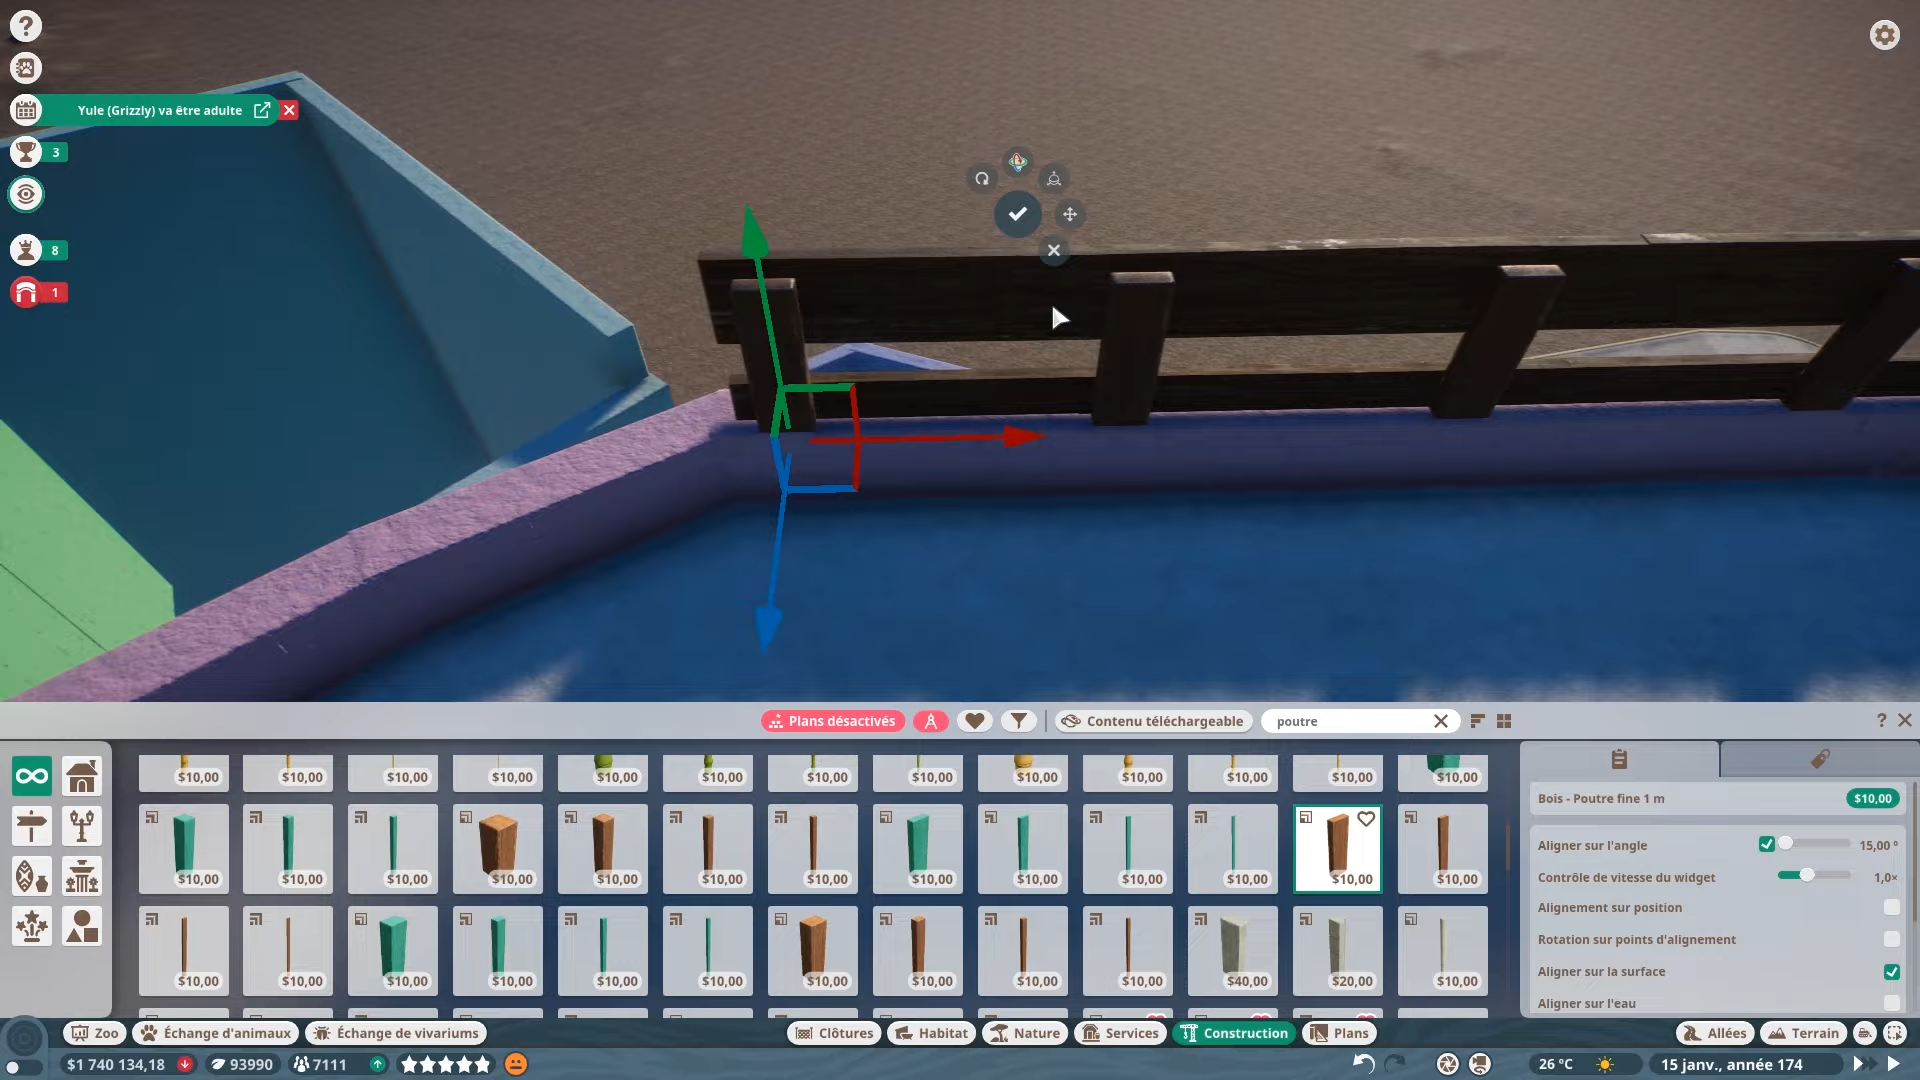 ?
Yule (Grizzly) va être adulte
3
8
1
Plans désactivés
Contenu téléchargeable
poutre
?
$10,00 $10,00 $10,00 $10,00 $10,00 $10,00 $10,00 $10,00 $10,00 $10,00 $10,00 $10,00 $10,00
$10,00 $10,00 $10,00 $10,00 $10,00 $10,00 $10,00 $10,00 $10,00 $10,00 $10,00 $10,00 $10,00
$10,00 $10,00 $10,00 $10,00 $10,00 $10,00 $10,00 $10,00 $10,00 $10,00 $40,00 $20,00 $10,00
Bois - Poutre fine 1 m $10,00
Aligner sur l'angle 15,00 °
Contrôle de vitesse du widget 1,0×
Alignement sur position
Rotation sur points d'alignement
Aligner sur la surface
Aligner sur l'eau
Zoo Échange d'animaux Échange de vivariums Clôtures Habitat Nature Services Construction Plans Allées Terrain
$1 740 134,18 93990 7111 26 °C 15 janv., année 174